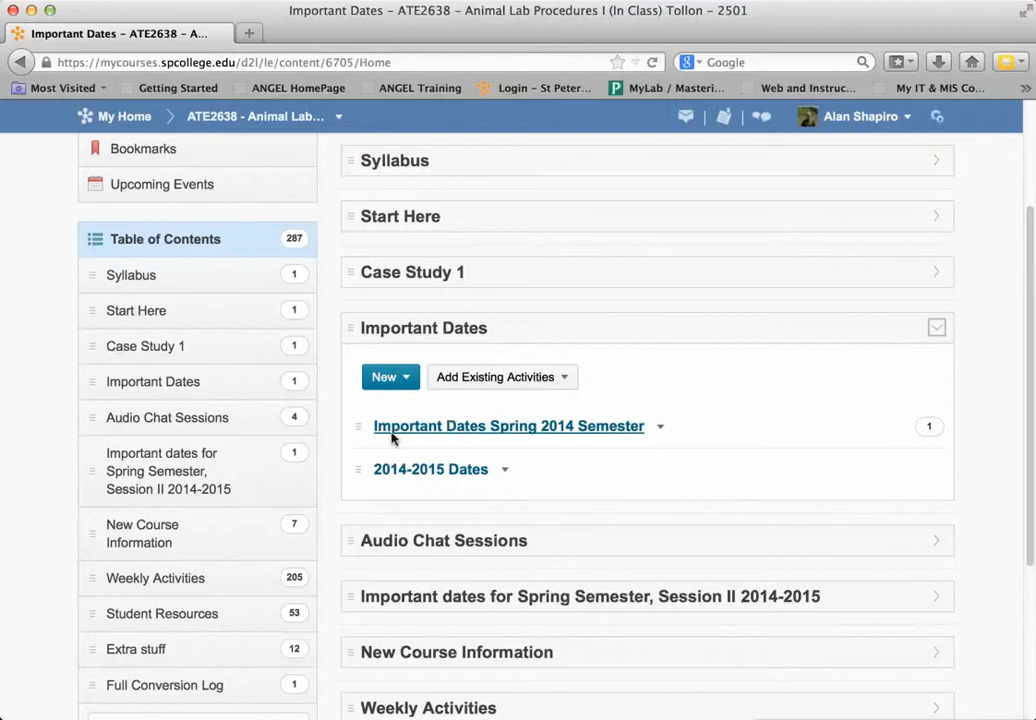 Important Dates – ATE2638 – Animal Lab Procedures I (In Class) Tollon – 2501
Important Dates – ATE2638 – A...
https://mycourses.spcollege.edu/d2l/le/content/6705/Home
Google
Most Visited
Getting Started
ANGEL HomePage
ANGEL Training
Login – St Peter...
MyLab / Masteri...
Web and Instruc...
My IT & MIS Co...
My Home
ATE2638 - Animal Lab...
Alan Shapiro
Bookmarks
Upcoming Events
Table of Contents 287
Syllabus 1
Start Here 1
Case Study 1 1
Important Dates 1
Audio Chat Sessions 4
Important dates for 1
Spring Semester,
Session II 2014-2015
New Course 7
Information
Weekly Activities 205
Student Resources 53
Extra stuff 12
Full Conversion Log 1
Syllabus
Start Here
Case Study 1
Important Dates
New
Add Existing Activities
Important Dates Spring 2014 Semester 1
2014-2015 Dates
Audio Chat Sessions
Important dates for Spring Semester, Session II 2014-2015
New Course Information
Weekly Activities